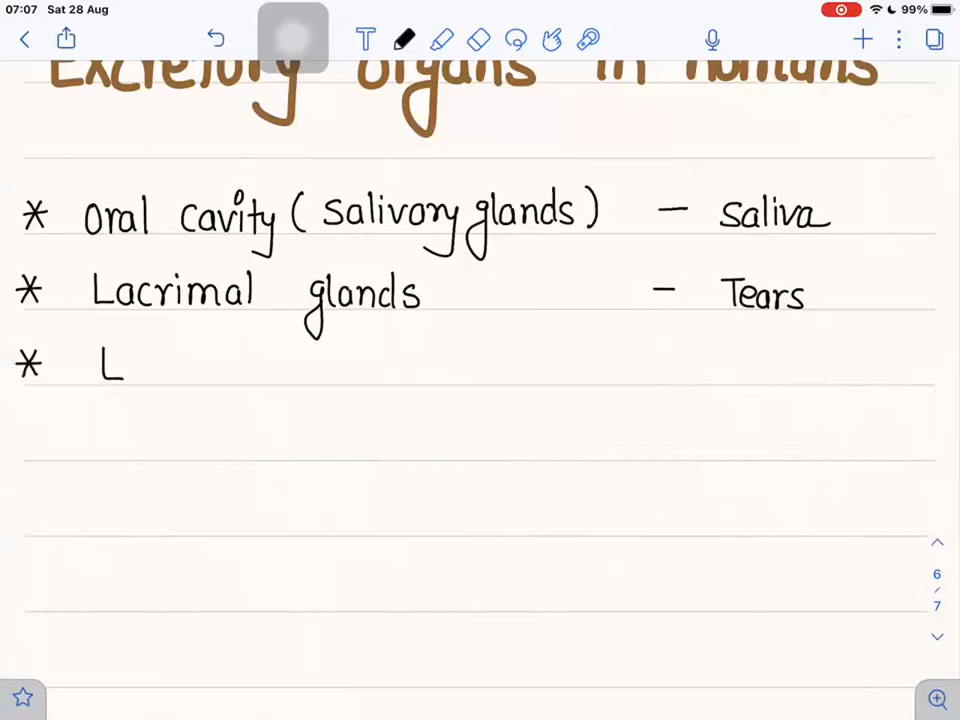 07:07 Sat 28 Aug 99%
T
Excretory organs in humans
* Oral cavity (Salivory glands) - Saliva
* Lacrimal glands - Tears
* L
6
/
7